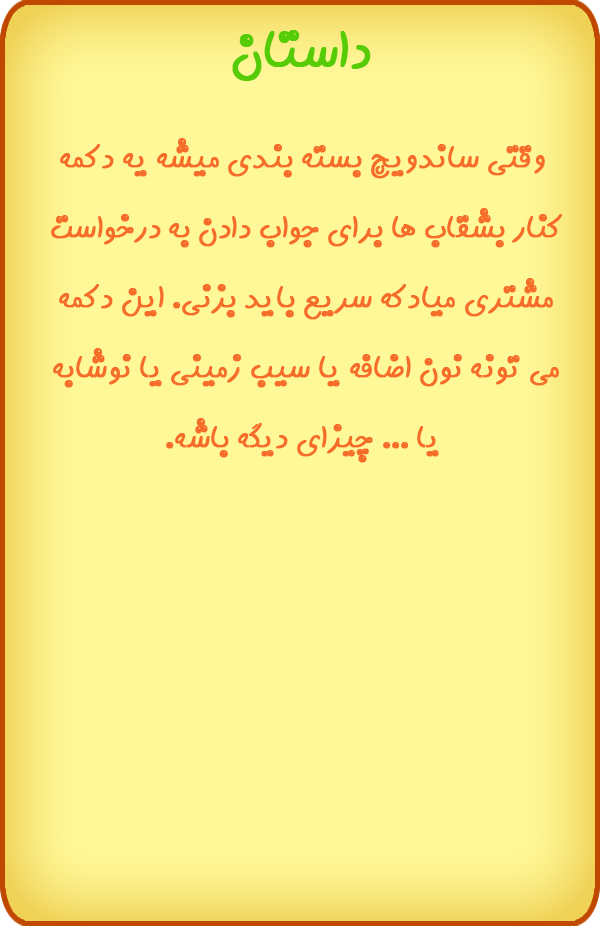 داستان
وقتی ساندویچ بسته بندی میشه یه دکمه
کنار بشقاب ها برای جواب دادن به درخواست
مشتری میادکه سریع باید بزنی. این دکمه
می تونه نون اضافه یا سیب زمینی یا نوشابه
یا ... چیزای دیگه باشه.